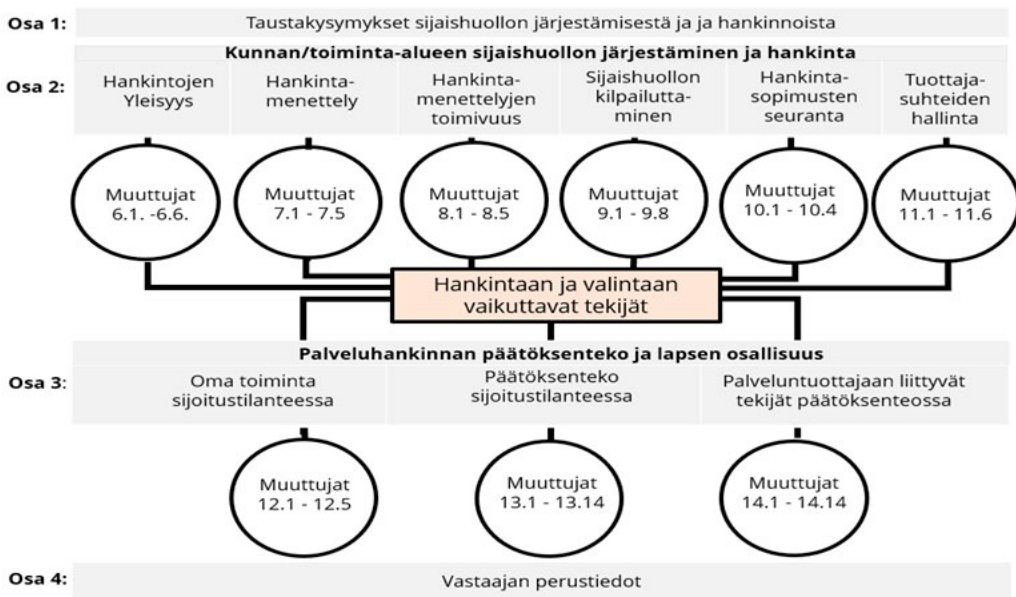 Osa 1:
Taustakysymykset sijaishuollon järjestämisestä ja ja hankinnoista
Kunnan/toiminta-alueen sijaishuollon järjestäminen ja hankinta
Osa 2:
Hankintojen
Yleisyys
Hankinta-
menettely
Hankinta-
menettelyjen
toimivuus
Sijaishuollon
kilpailutta-
minen
Hankinta-
sopimusten
seuranta
Tuottaja-
suhteiden
hallinta
Muuttujat
6.1. -6.6.
Muuttujat
7.1 - 7.5
Muuttujat
8.1 - 8.5
Muuttujat
9.1 - 9.8
Muuttujat
10.1 - 10.4
Muuttujat
11.1 - 11.6
Hankintaan ja valintaan
vaikuttavat tekijät
Palveluhankinnan päätöksenteko ja lapsen osallisuus
Osa 3:
Oma toiminta
sijoitustilanteessa
Päätöksenteko
sijoitustilanteessa
Palveluntuottajaan liittyvät
tekijät päätöksenteossa
Muuttujat
12.1 - 12.5
Muuttujat
13.1 - 13.14
Muuttujat
14.1 - 14.14
Osa 4:
Vastaajan perustiedot